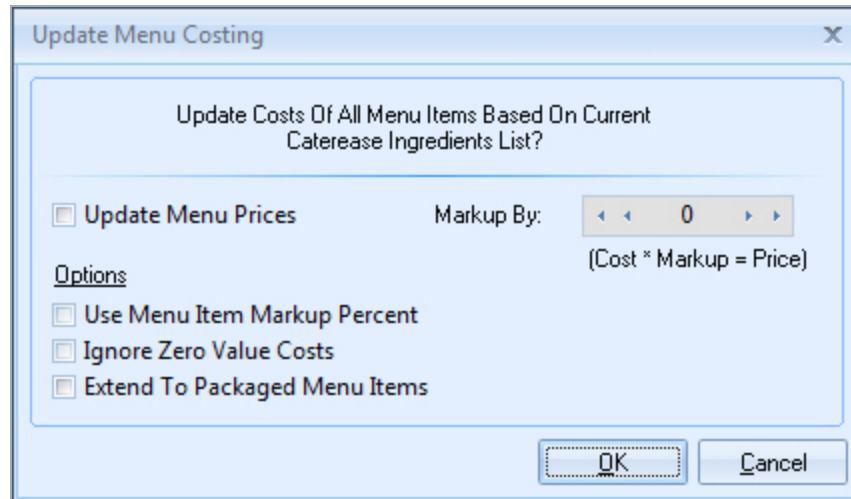 Update Menu Costing
Update Costs Of All Menu Items Based On Current
Caterease Ingredients List?
Update Menu Prices
Markup By:
0
(Cost * Markup = Price)
Options
Use Menu Item Markup Percent
Ignore Zero Value Costs
Extend To Packaged Menu Items
OK
Cancel